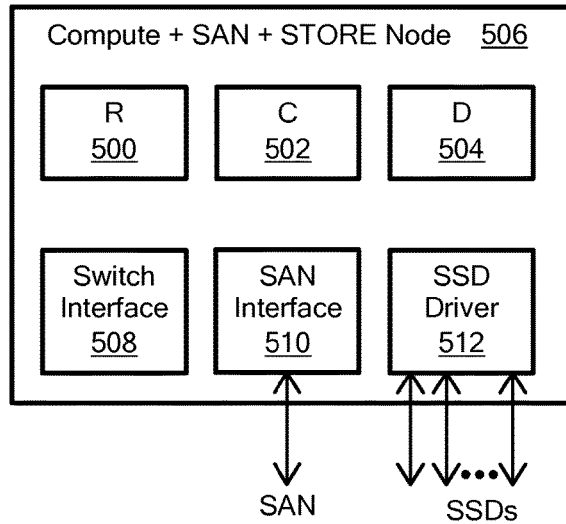 Compute + SAN + STORE Node 506
R
500
C
502
D
504
Switch
Interface
508
SAN
Interface
510
SSD
Driver
512
SAN
SSDs